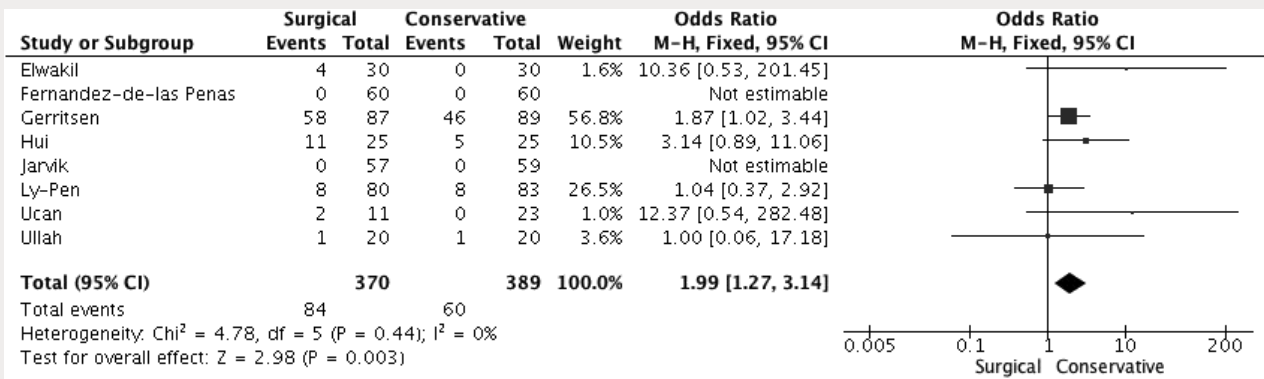 Surgical Conservative Odds Ratio Odds Ratio
Study or Subgroup Events Total Events Total Weight M-H, Fixed, 95% CI M-H, Fixed, 95% CI
Elwakil 4 30 0 30 1.6% 10.36 [0.53, 201.45]
Fernandez-de-las Penas 0 60 0 60 Not estimable
Gerritsen 58 87 46 89 56.8% 1.87 [1.02, 3.44]
Hui 11 25 5 25 10.5% 3.14 [0.89, 11.06]
Jarvik 0 57 0 59 Not estimable
Ly-Pen 8 80 8 83 26.5% 1.04 [0.37, 2.92]
Ucan 2 11 0 23 1.0% 12.37 [0.54, 282.48]
Ullah 1 20 1 20 3.6% 1.00 [0.06, 17.18]
Total (95% CI) 370 389 100.0% 1.99 [1.27, 3.14]
Total events 84 60
Heterogeneity: Chi² = 4.78, df = 5 (P = 0.44); I² = 0%
Test for overall effect: Z = 2.98 (P = 0.003)
0.005 0.1 1 10 200
Surgical Conservative